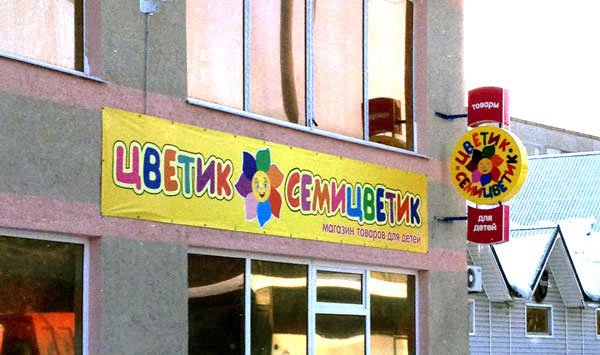 ЦВЕТИК СЕМИЦВЕТИК
магазин товаров для детей
товары
ЦВЕТИК
СЕМИЦВЕТИК
для
детей